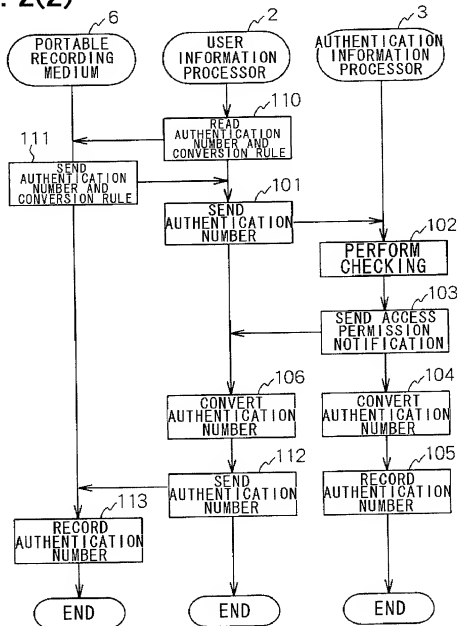 . 2(2)
6
PORTABLE
RECORDING
MEDIUM
2
USER
INFORMATION
PROCESSOR
3
AUTHENTICATION
INFORMATION
PROCESSOR
110
READ
AUTHENTICATION
NUMBER AND
CONVERSION RULE
111
SEND
AUTHENTICATION
NUMBER AND
CONVERSION RULE
101
SEND
AUTHENTICATION
NUMBER
102
PERFORM
CHECKING
103
SEND ACCESS
PERMISSION
NOTIFICATION
106
CONVERT
AUTHENTICATION
NUMBER
104
CONVERT
AUTHENTICATION
NUMBER
112
SEND
AUTHENTICATION
NUMBER
105
RECORD
AUTHENTICATION
NUMBER
113
RECORD
AUTHENTICATION
NUMBER
END
END
END